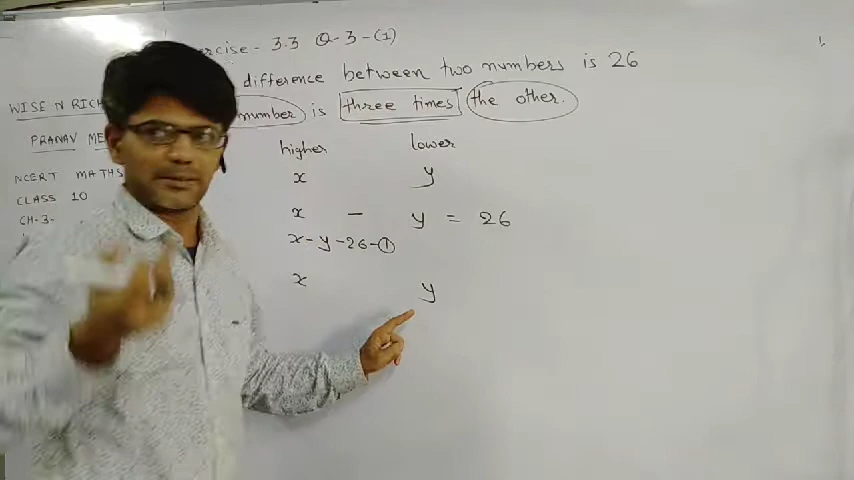 ercise - 3.3 Q-3-(1)
difference between two numbers is 26
number is three times the other.
WISE N RICH
PRANAV ME
NCERT MATHS
CLASS 10
CH-3-
higher lower
x y
x - y = 26
x-y-26-①
x y